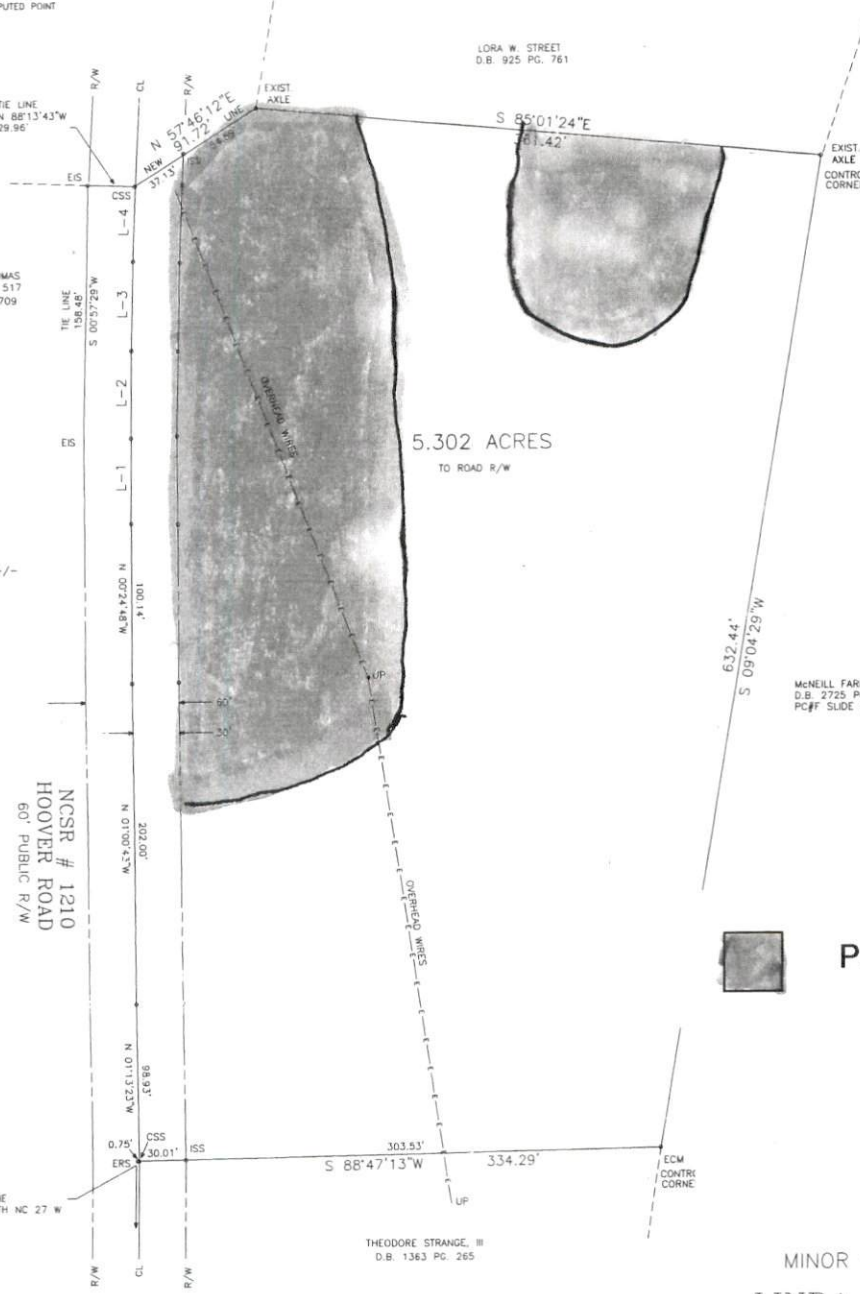 PUTED POINT
LORA W. STREET
D.B. 925 PG. 761
R/W
CL
R/W
EXIST.
AXLE
TIE LINE
N 88°13'43"W
29.96'
N 57°46'12"E
91.72'
NEW
LINE
37.13'
S 85°01'24"E
361.42'
EXIST.
AXLE
CONTRO
CORNE
EIS
CSS
L-4
MAS
517
709
TIE LINE
158.48'
S 00°57'29"W
L-3
L-2
EIS
L-1
OVERHEAD WIRES
5.302 ACRES
TO ROAD R/W
+/-
N 00°24'48"W
100.14'
632.44'
S 09°04'29"W
UP
60'
30'
McNEILL FAR
D.B. 2725 P
PC#F SLIDE
NCSR # 1210
HOOVER ROAD
60' PUBLIC R/W
N 01°00'43"W
202.00'
OVERHEAD WIRES
P
N 01°13'23"W
98.93'
0.75'
CSS
30.01'
ISS
ERS
303.53'
S 88°47'13"W
334.29'
ECM
CONTR
CORNE
UP
E
TH NC 27 W
THEODORE STRANGE, III
D.B. 1363 PG. 265
R/W
CL
R/W
MINOR